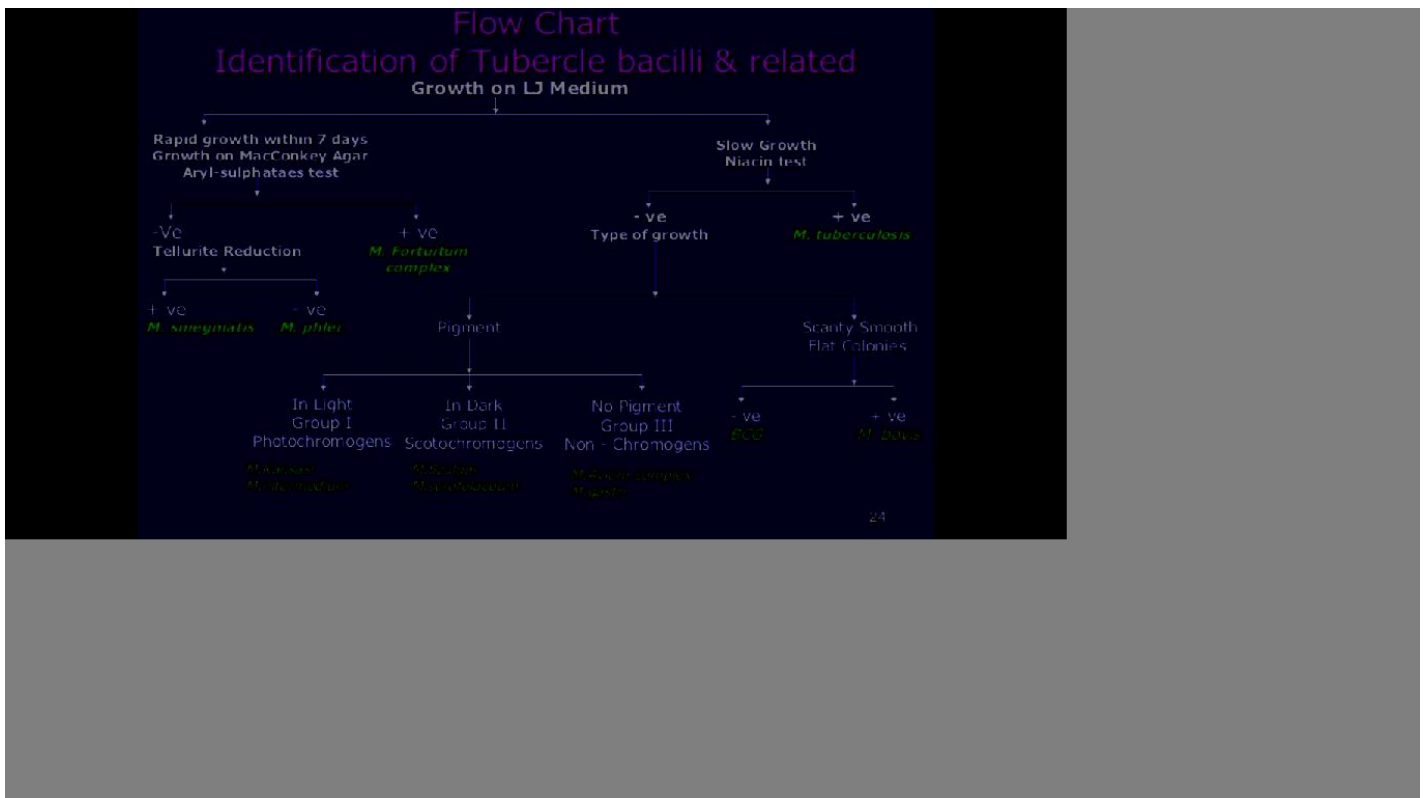 Flow Chart
Identification of Tubercle bacilli & related
Growth on LJ Medium
Rapid growth within 7 days
Growth on MacConkey Agar
Aryl-sulphataes test
Slow Growth
Niacin test
-Ve
Tellurite Reduction
+ ve
M. Fortuitum
complex
- ve
Type of growth
+ ve
M. tuberculosis
+ ve
M. smegmatis
- ve
M. phlei
Pigment
Scanty Smooth
Flat Colonies
In Light
Group I
Photochromogens
In Dark
Group II
Scotochromogens
No Pigment
Group III
Non - Chromogens
- ve
BCG
+ ve
M. bovis
M.Avium complex
24